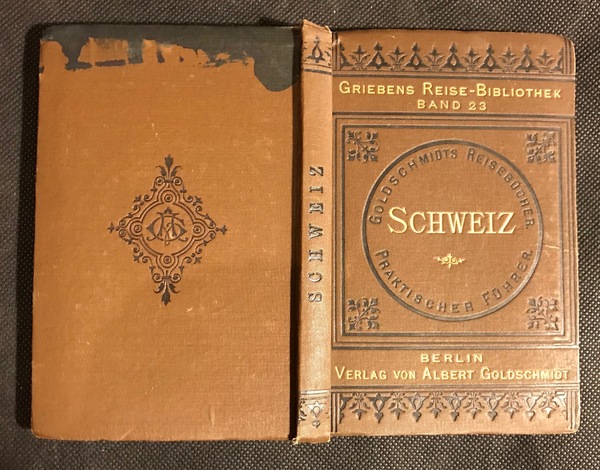 GRIEBENS REISE-BIBLIOTHEK
BAND 23
GOLDSCHMIDTS REISEBÜCHER.
SCHWEIZ
PRAKTISCHER FÜHRER.
BERLIN
VERLAG VON ALBERT GOLDSCHMIDT
SCHWEIZ